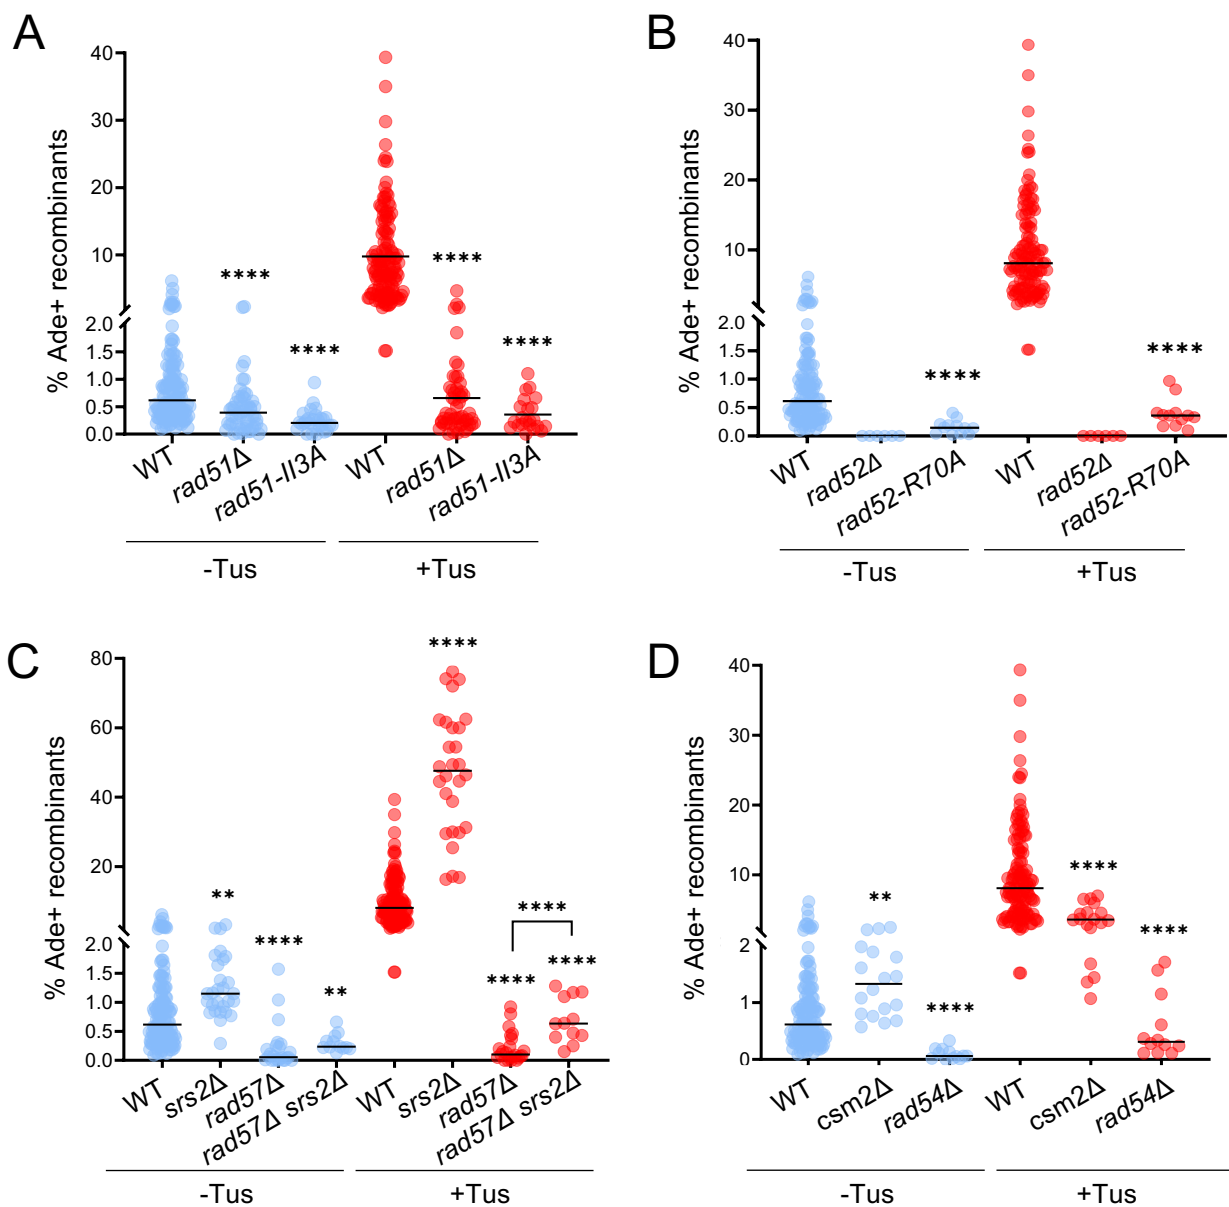 A
% Ade+ recombinants
40
30
20
10
2.0
1.5
1.0
0.5
0.0
****
****
****
****
WT
rad51Δ
rad51-II3A
WT
rad51Δ
rad51-II3A
-Tus
+Tus
B
% Ade+ recombinants
40
30
20
10
2.0
1.5
1.0
0.5
0.0
****
****
WT
rad52Δ
rad52-R70A
WT
rad52Δ
rad52-R70A
-Tus
+Tus
C
% Ade+ recombinants
80
60
40
20
2.0
1.5
1.0
0.5
0.0
**
****
**
****
****
****
****
WT
srs2Δ
rad57Δ
rad57Δ srs2Δ
WT
srs2Δ
rad57Δ
rad57Δ srs2Δ
-Tus
+Tus
D
% Ade+ recombinants
40
30
20
10
2
1
0
**
****
****
****
WT
csm2Δ
rad54Δ
WT
csm2Δ
rad54Δ
-Tus
+Tus